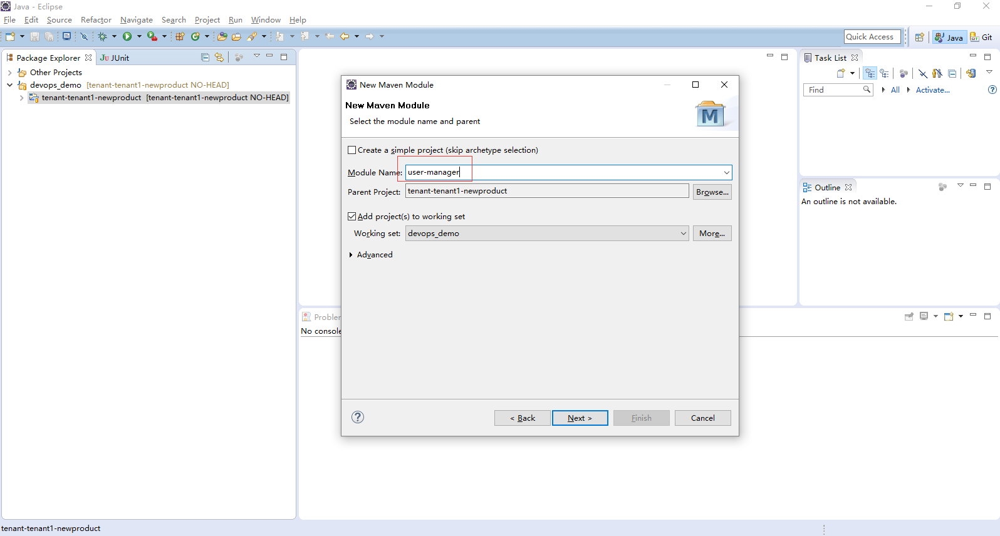 Java - Eclipse
File Edit Source Refactor Navigate Search Project Run Window Help
Quick Access
Java
GIT Git
Package Explorer
Ju JUnit
Other Projects
devops_demo [tenant-tenant1-newproduct NO-HEAD]
tenant-tenant1-newproduct [tenant-tenant1-newproduct NO-HEAD]
New Maven Module
New Maven Module
Select the module name and parent
M
Create a simple project (skip archetype selection)
Module Name: user-manager
Parent Project: tenant-tenant1-newproduct Browse...
Add project(s) to working set
Working set: devops_demo More...
Advanced
< Back Next > Finish Cancel
Task List
Find All Activate...
Outline
An outline is not available.
Problem
No console
tenant-tenant1-newproduct